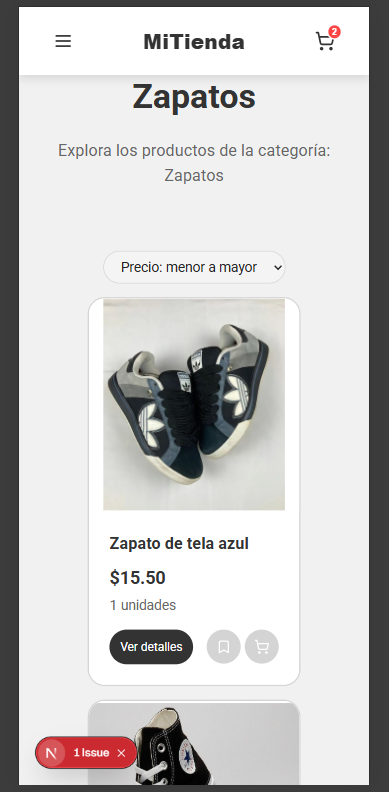 MiTienda
2
Zapatos
Explora los productos de la categoría:
Zapatos
Precio: menor a mayor
Zapato de tela azul
$15.50
1 unidades
Ver detalles
N 1 Issue